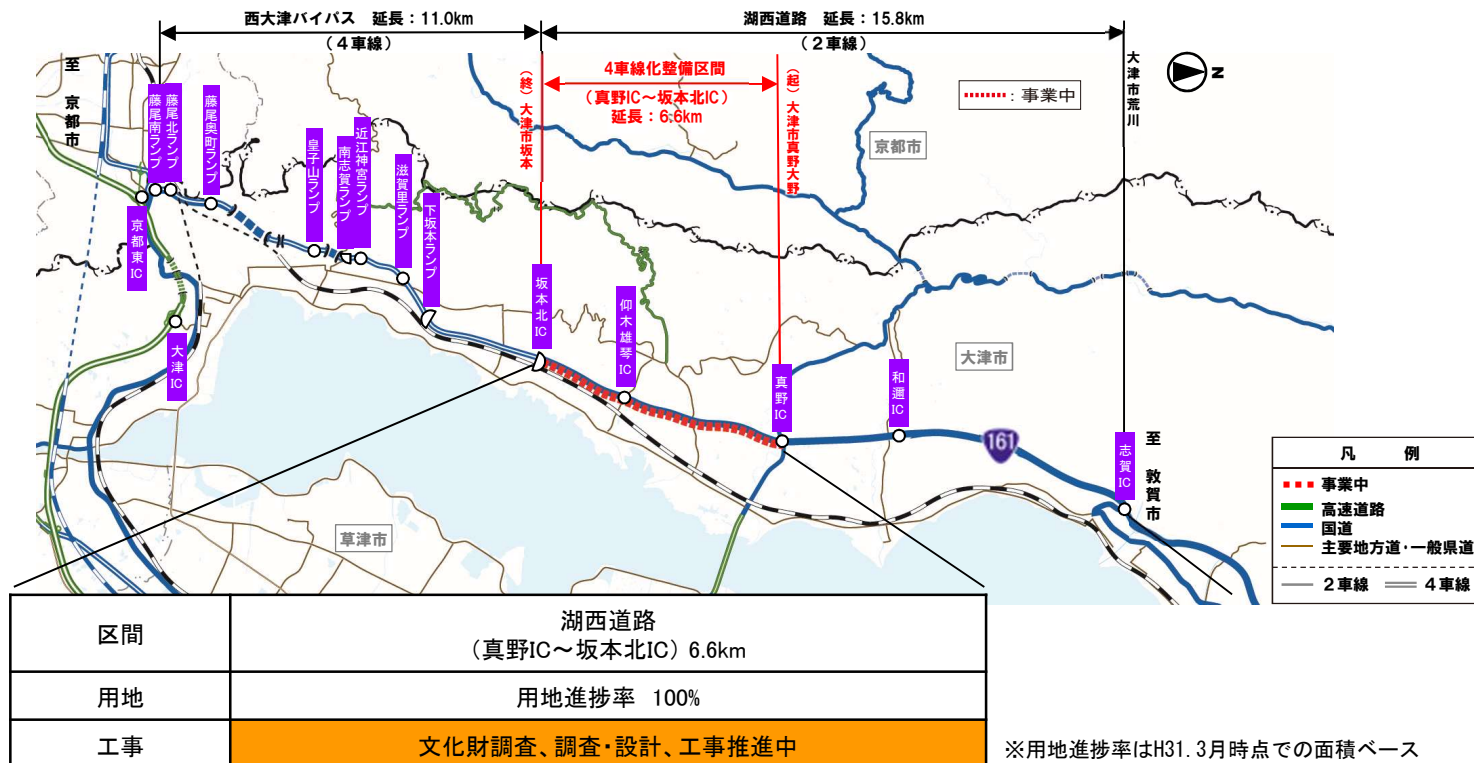 西大津バイパス 延長：11.0km
（４車線）
湖西道路 延長：15.8km
（２車線）
至 京都市
藤尾南ランプ
藤尾北ランプ
藤尾奥町ランプ
皇子山ランプ
南志賀ランプ
近江神宮ランプ
滋賀里ランプ
下坂本ランプ
（終）大津市坂本
4車線化整備区間
（真野IC～坂本北IC）
延長：6.6km
（起）大津市真野大野
：事業中
大津市荒川
N
京都市
京都東IC
大津IC
坂本北IC
仰木雄琴IC
真野IC
和邇IC
大津市
161
志賀IC
至 敦賀市
草津市
凡 例
事業中
高速道路
国道
主要地方道・一般県道
２車線 ４車線
区間
湖西道路
（真野IC～坂本北IC）6.6km
用地
用地進捗率 100%
工事
文化財調査、調査・設計、工事推進中
※用地進捗率はH31.3月時点での面積ベース